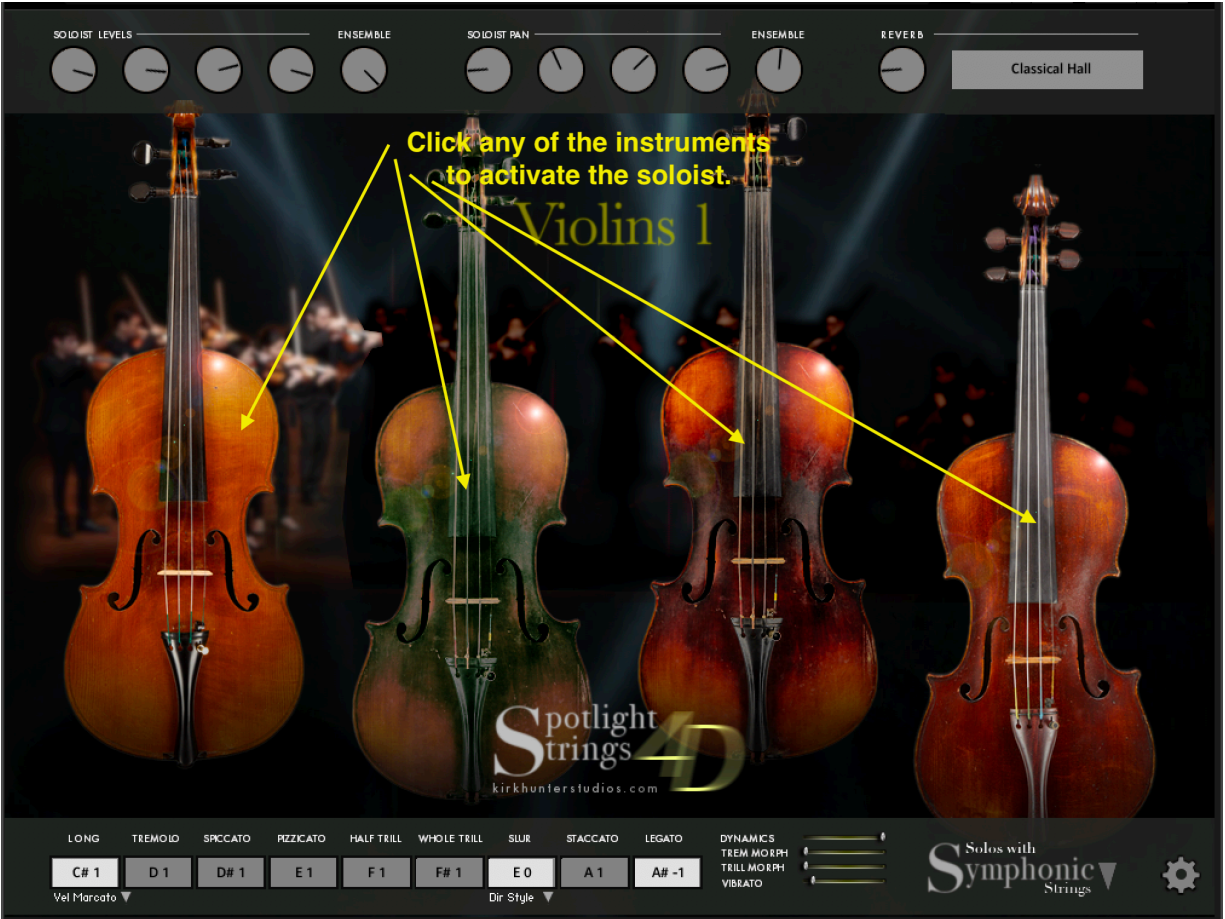 SOLOIST LEVELS
ENSEMBLE
SOLOIST PAN
ENSEMBLE
REVERB
Classical Hall
Click any of the instruments
to activate the soloist.
Violins 1
Spotlight
Strings
4D
kirkhunterstudios.com
LONG
TREMOLO
SPICCATO
PIZZICATO
HALF TRILL
WHOLE TRILL
SLUR
STACCATO
LEGATO
C# 1
D 1
D# 1
E 1
F 1
F# 1
E 0
A 1
A# -1
Vel Marcato
Dir Style
DYNAMICS
TREM MORPH
TRILL MORPH
VIBRATO
Solos with
Symphonic
Strings